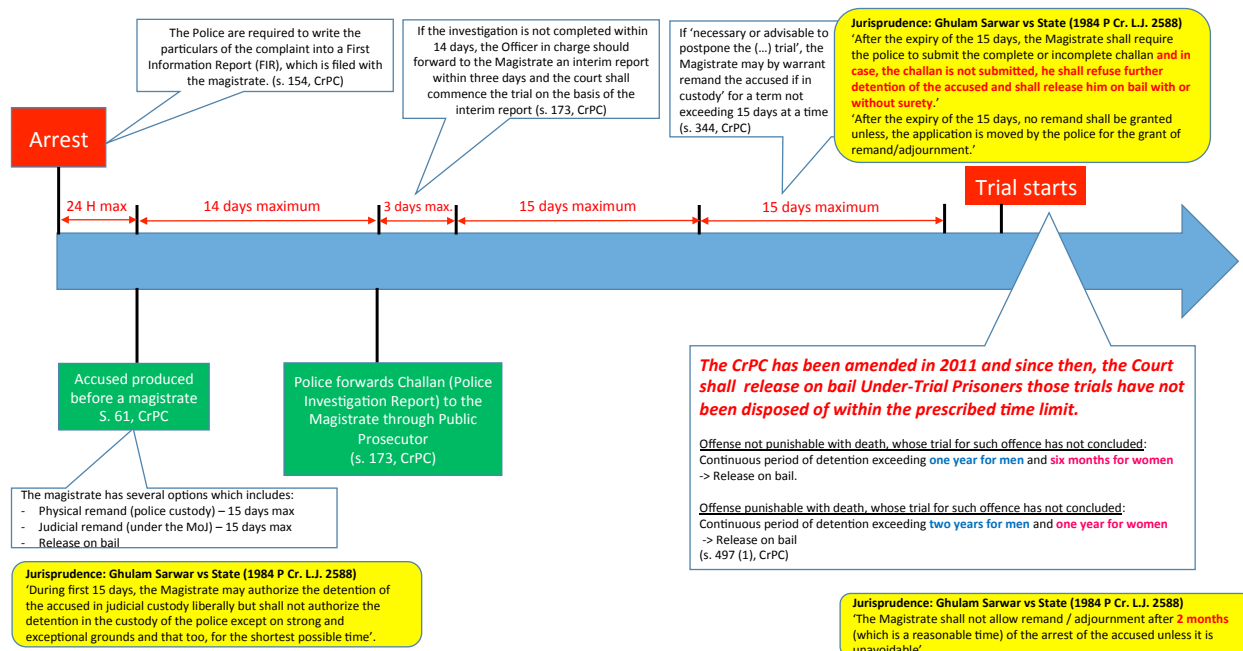 The Police are required to write the
particulars of the complaint into a First
Information Report (FIR), which is filed
with the magistrate. (s. 154, CrPC)
If the investigation is not completed within
14 days, the Officer in charge should
forward to the Magistrate an interim report
within three days and the court shall
commence the trial on the basis of the
interim report (s. 173, CrPC)
If ‘necessary or advisable to
postpone the (...) trial’, the
Magistrate may by warrant
remand the accused if in
custody’ for a term not
exceeding 15 days at a time
(s. 344, CrPC)
Jurisprudence: Ghulam Sarwar vs State (1984 P Cr. L.J. 2588)
‘After the expiry of the 15 days, the Magistrate shall require
the police to submit the complete or incomplete challan and in
case, the challan is not submitted, he shall refuse further
detention of the accused and shall release him on bail with or
without surety.’
‘After the expiry of the 15 days, no remand shall be granted
unless, the application is moved by the police for the grant of
remand/adjournment.’
Arrest
Trial starts
24 H max
14 days maximum
3 days max.
15 days maximum
15 days maximum
Accused produced
before a magistrate
S. 61, CrPC
Police forwards Challan (Police
Investigation Report) to the
Magistrate through Public
Prosecutor
(s. 173, CrPC)
The magistrate has several options which includes:
- Physical remand (police custody) – 15 days max
- Judicial remand (under the MoJ) – 15 days max
- Release on bail
Jurisprudence: Ghulam Sarwar vs State (1984 P Cr. L.J. 2588)
‘During first 15 days, the Magistrate may authorize the detention of
the accused in judicial custody liberally but shall not authorize the
detention in the custody of the police except on strong and
exceptional grounds and that too, for the shortest possible time’.
The CrPC has been amended in 2011 and since then, the Court
shall release on bail Under-Trial Prisoners those trials have not
been disposed of within the prescribed time limit.
Offense not punishable with death, whose trial for such offence has not concluded:
Continuous period of detention exceeding one year for men and six months for women
-> Release on bail.
Offense punishable with death, whose trial for such offence has not concluded:
Continuous period of detention exceeding two years for men and one year for women
-> Release on bail
(s. 497 (1), CrPC)
Jurisprudence: Ghulam Sarwar vs State (1984 P Cr. L.J. 2588)
‘The Magistrate shall not allow remand / adjournment after 2 months
(which is a reasonable time) of the arrest of the accused unless it is
unavoidable’